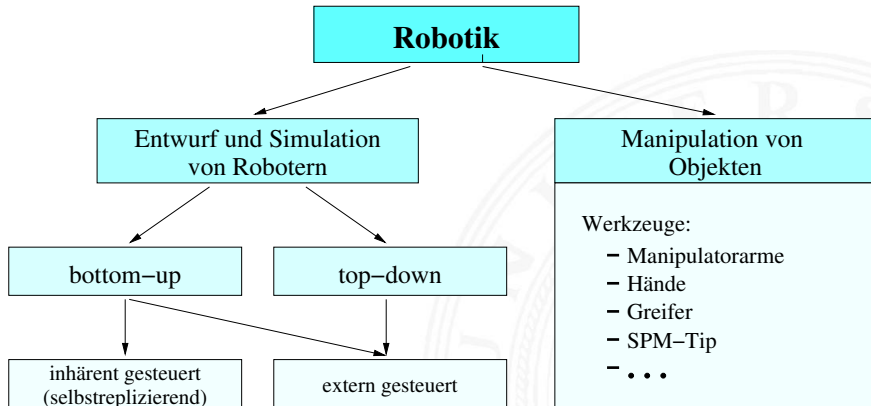 Robotik
Entwurf und Simulation
von Robotern
Manipulation von
Objekten
bottom−up
top−down
Werkzeuge:
− Manipulatorarme
− Hände
− Greifer
− SPM−Tip
− . . .
inhärent gesteuert
(selbstreplizierend)
extern gesteuert